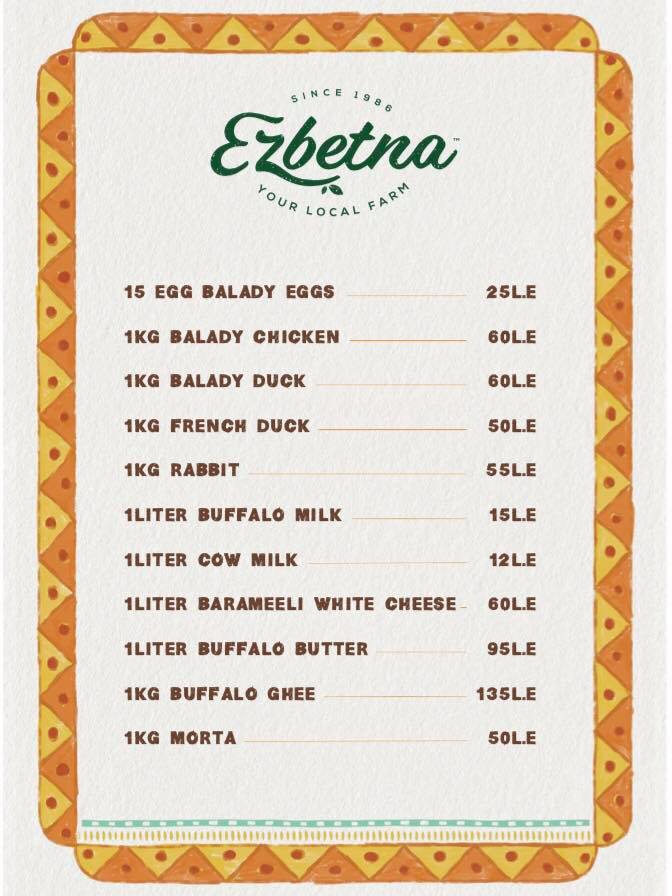 SINCE 1986
Ezbetna™
YOUR LOCAL FARM
15 EGG BALADY EGGS 25L.E
1KG BALADY CHICKEN 60L.E
1KG BALADY DUCK 60L.E
1KG FRENCH DUCK 50L.E
1KG RABBIT 55L.E
1LITER BUFFALO MILK 15L.E
1LITER COW MILK 12L.E
1LITER BARAMEELI WHITE CHEESE 60L.E
1LITER BUFFALO BUTTER 95L.E
1KG BUFFALO GHEE 135L.E
1KG MORTA 50L.E